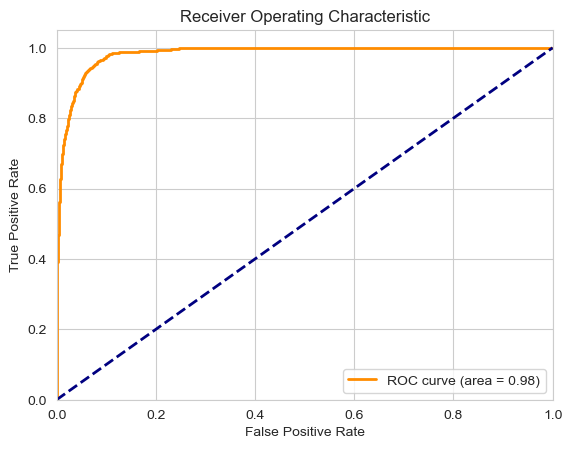 Receiver Operating Characteristic
True Positive Rate
1.0
0.8
0.6
0.4
0.2
0.0
0.0 0.2 0.4 0.6 0.8 1.0
False Positive Rate
ROC curve (area = 0.98)